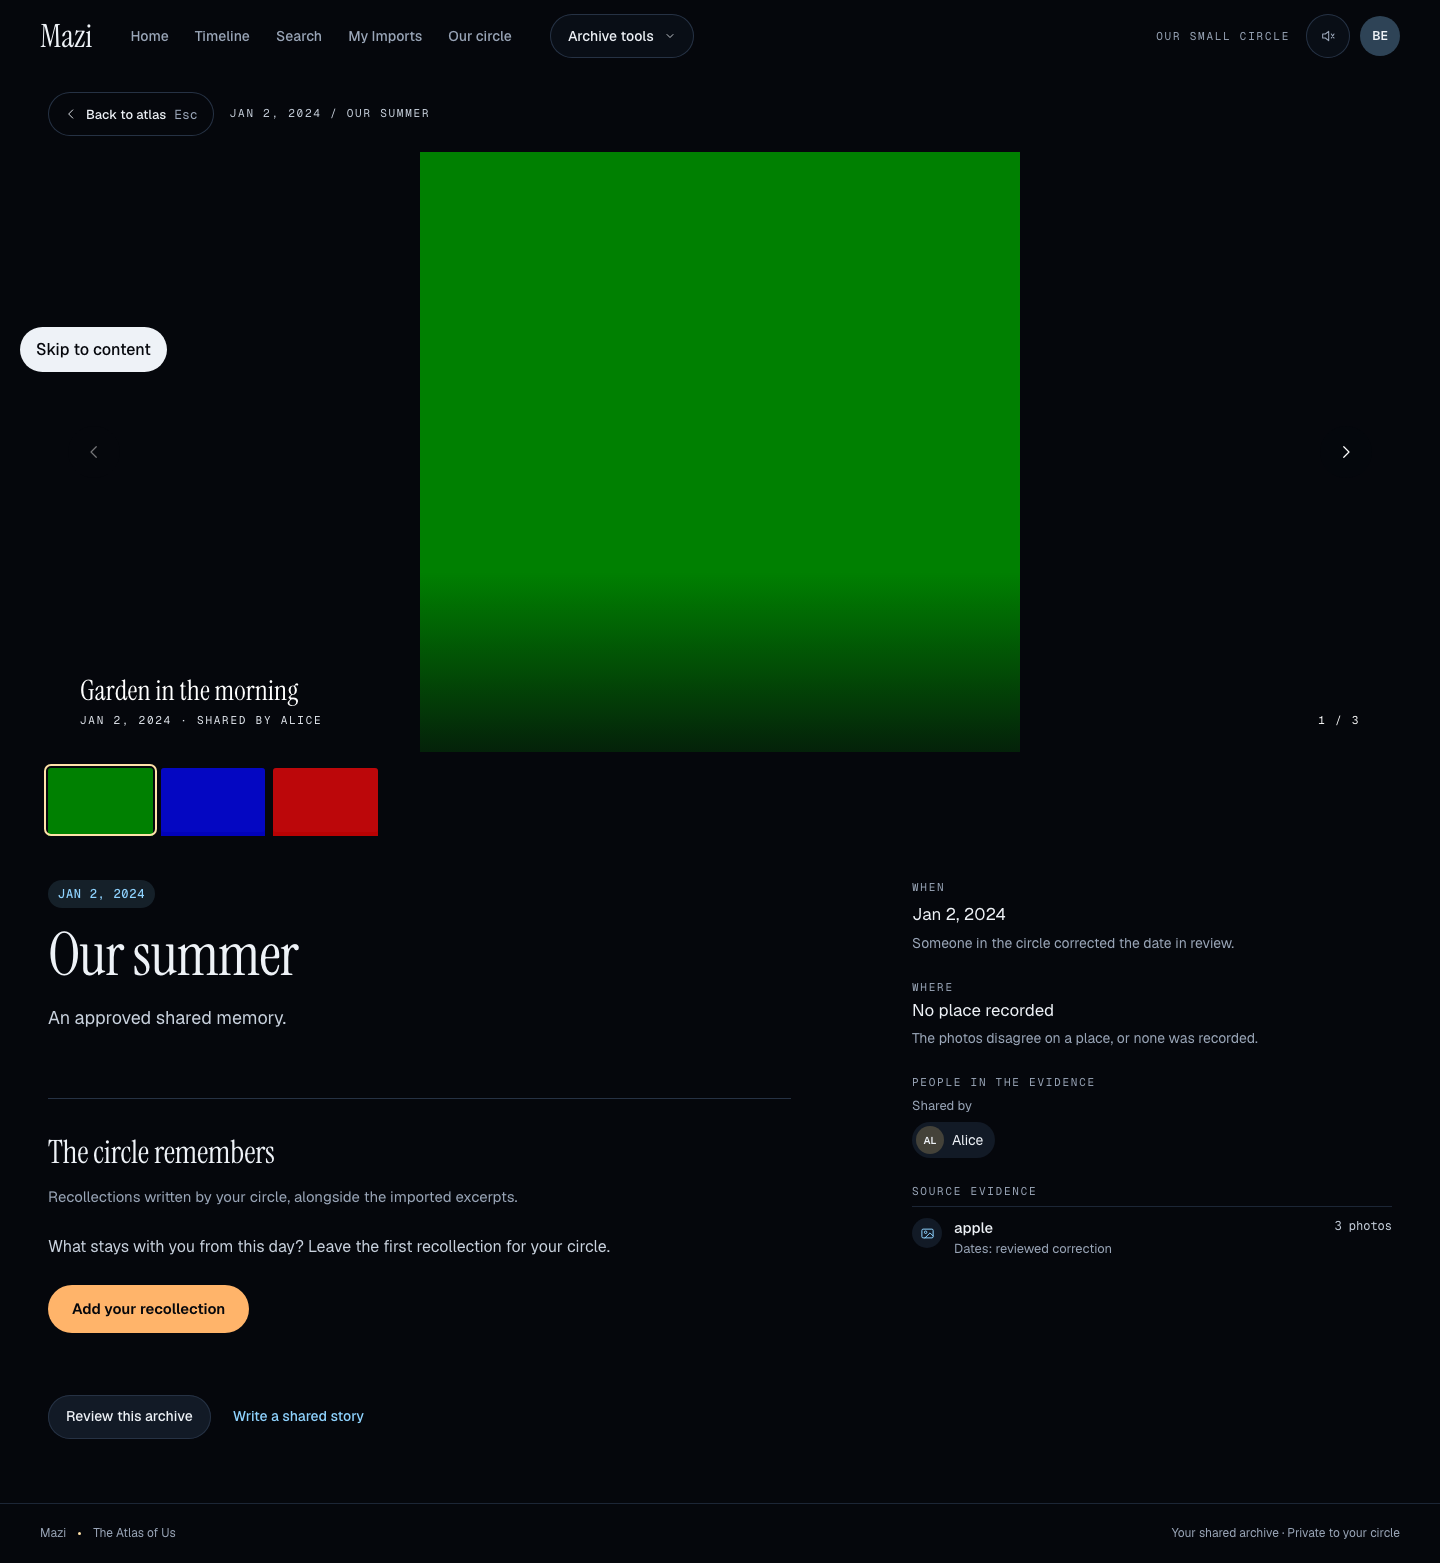 Mazi
Home
Timeline
Search
My Imports
Our circle
Archive tools
OUR SMALL CIRCLE
BE
Back to atlas Esc
JAN 2, 2024 / OUR SUMMER
Skip to content
Garden in the morning
JAN 2, 2024 · SHARED BY ALICE
1 / 3
JAN 2, 2024
Our summer
An approved shared memory.
The circle remembers
Recollections written by your circle, alongside the imported excerpts.
What stays with you from this day? Leave the first recollection for your circle.
Add your recollection
Review this archive
Write a shared story
WHEN
Jan 2, 2024
Someone in the circle corrected the date in review.
WHERE
No place recorded
The photos disagree on a place, or none was recorded.
PEOPLE IN THE EVIDENCE
Shared by
AL
Alice
SOURCE EVIDENCE
apple
3 photos
Dates: reviewed correction
Mazi • The Atlas of Us
Your shared archive · Private to your circle